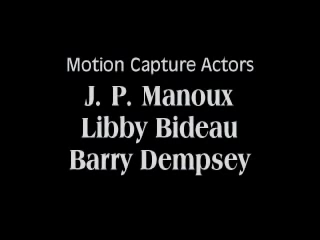 Motion Capture Actors
J. P. Manoux
Libby Bideau
Barry Dempsey